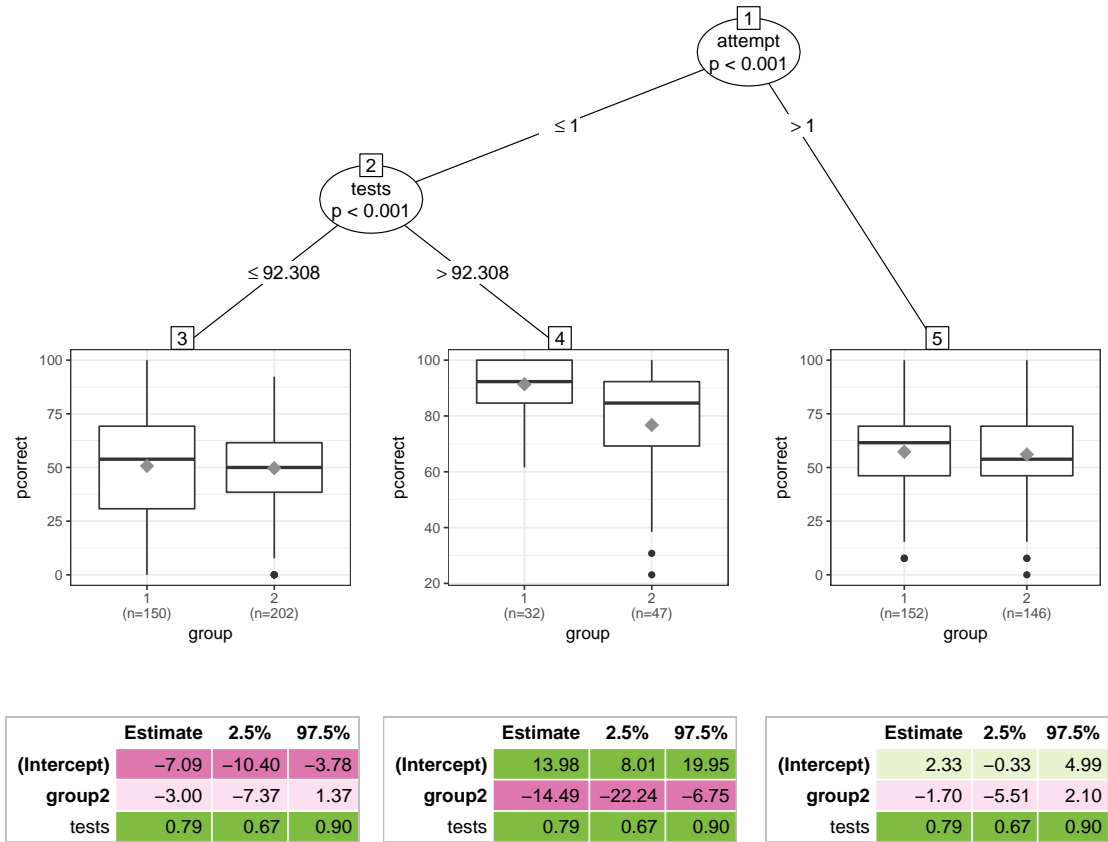 1
attempt
p < 0.001
≤ 1
> 1
2
tests
p < 0.001
≤ 92.308
> 92.308
3
pcorrect
100
75
50
25
0
1
(n=150)
2
(n=202)
group
4
pcorrect
100
80
60
40
20
1
(n=32)
2
(n=47)
group
5
pcorrect
100
75
50
25
0
1
(n=152)
2
(n=146)
group
Estimate 2.5% 97.5%
(Intercept) −7.09 −10.40 −3.78
group2 −3.00 −7.37 1.37
tests 0.79 0.67 0.90
Estimate 2.5% 97.5%
(Intercept) 13.98 8.01 19.95
group2 −14.49 −22.24 −6.75
tests 0.79 0.67 0.90
Estimate 2.5% 97.5%
(Intercept) 2.33 −0.33 4.99
group2 −1.70 −5.51 2.10
tests 0.79 0.67 0.90